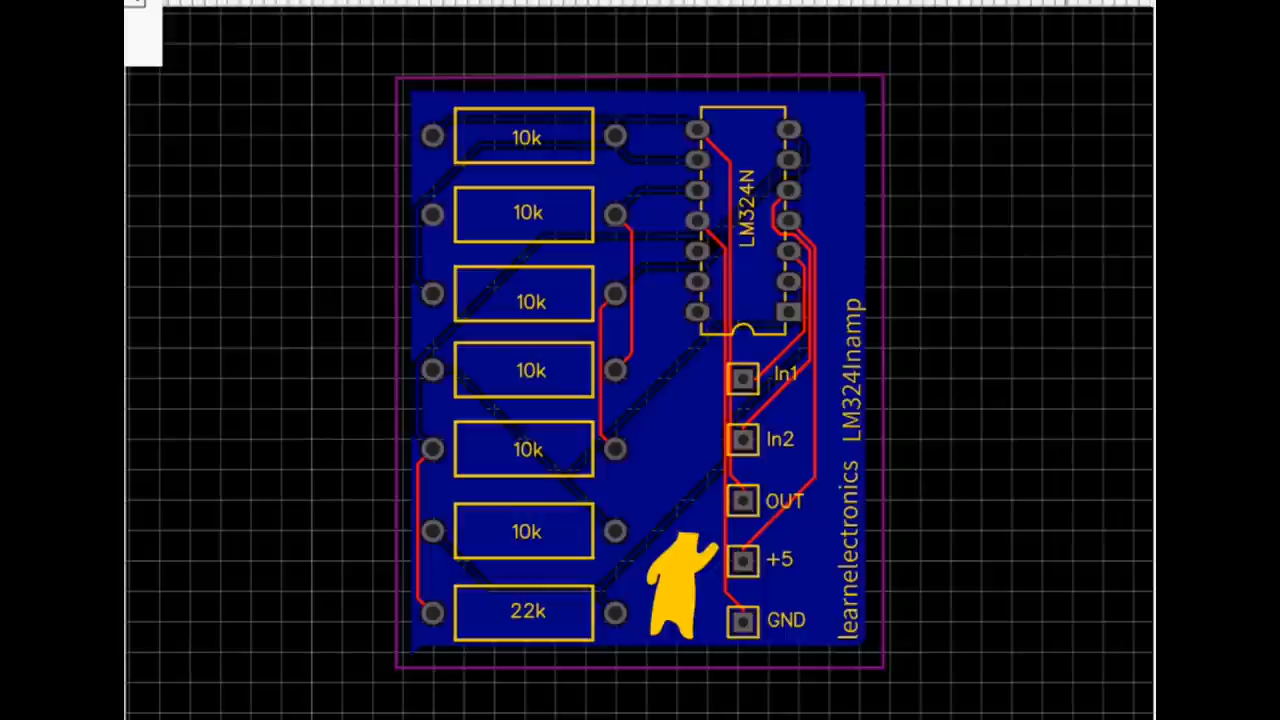 10k
10k
10k
10k
10k
10k
22k
LM324N
In1
In2
OUT
+5
GND
learnelectronics LM324Inamp